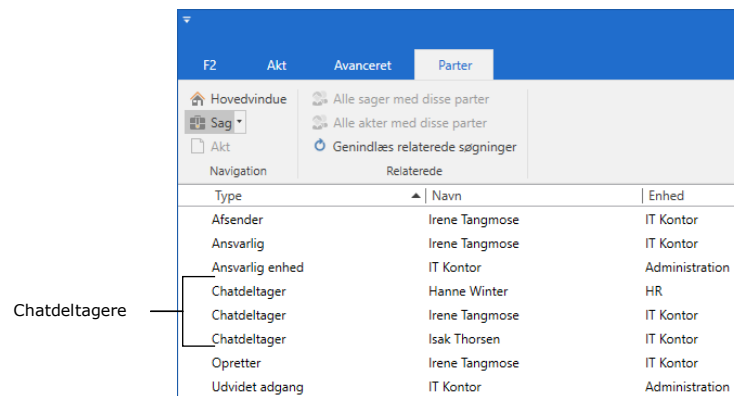 F2 Akt Avanceret Parter
Hovedvindue Alle sager med disse parter
Sag Alle akter med disse parter
Akt Genindlæs relaterede søgninger
Navigation Relaterede
Type Navn Enhed
Afsender Irene Tangmose IT Kontor
Ansvarlig Irene Tangmose IT Kontor
Ansvarlig enhed IT Kontor Administration
Chatdeltager Hanne Winter HR
Chatdeltagere Chatdeltager Irene Tangmose IT Kontor
Chatdeltager Isak Thorsen IT Kontor
Opretter Irene Tangmose IT Kontor
Udvidet adgang IT Kontor Administration